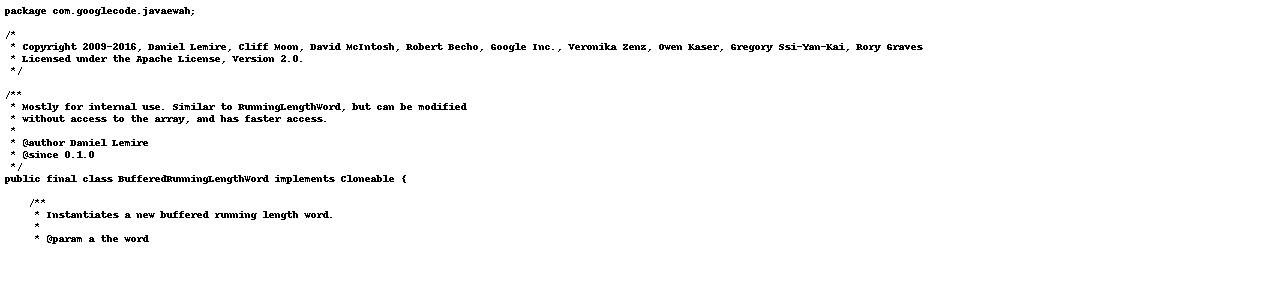 package com.googlecode.javaewah;

/*
 * Copyright 2009-2016, Daniel Lemire, Cliff Moon, David McIntosh, Robert Becho, Google Inc., Veronika Zenz, Owen Kaser, Gregory Ssi-Yan-Kai, Rory Graves
 * Licensed under the Apache License, Version 2.0.
 */

/**
 * Mostly for internal use. Similar to RunningLengthWord, but can be modified
 * without access to the array, and has faster access.
 *
 * @author Daniel Lemire
 * @since 0.1.0
 */
public final class BufferedRunningLengthWord implements Cloneable {

    /**
     * Instantiates a new buffered running length word.
     *
     * @param a the word